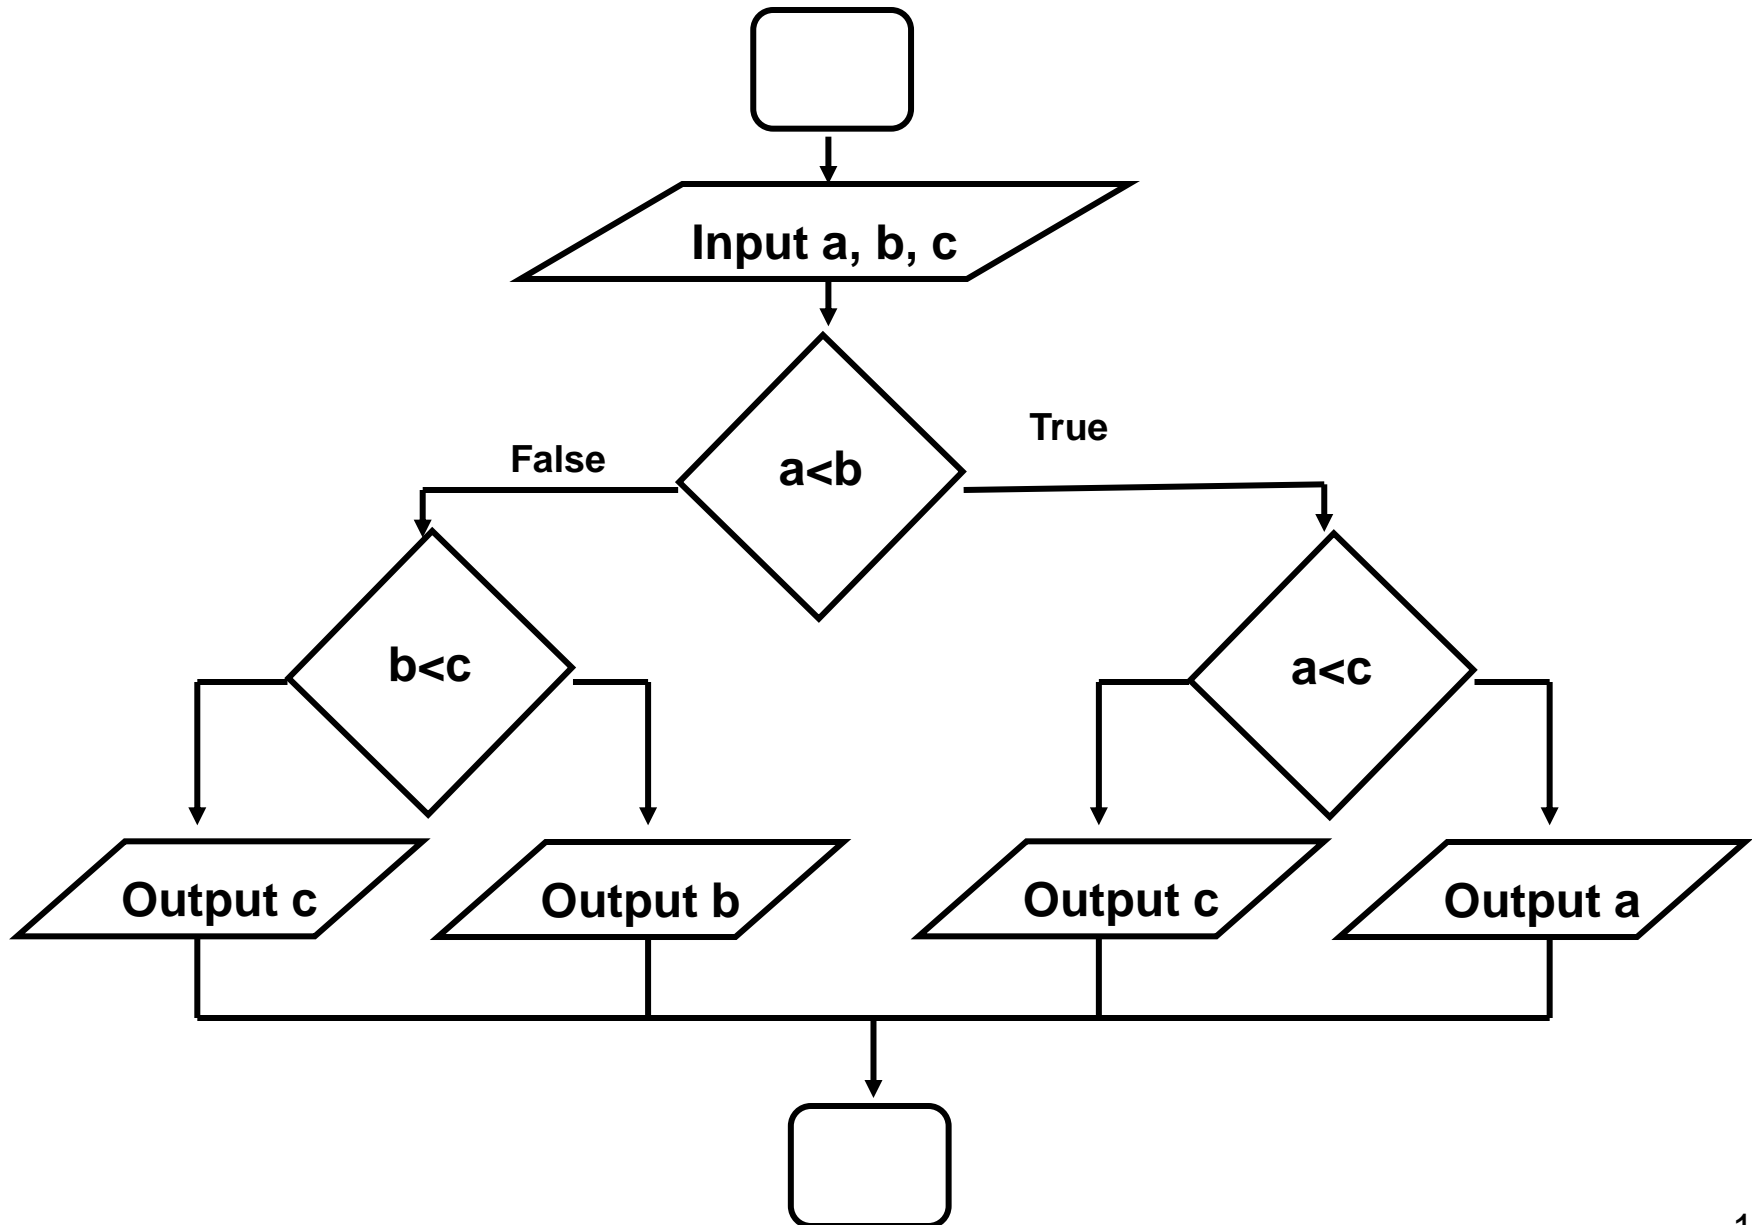 Input a, b, c
True
False
a<b
b<c
a<c
Output c
Output b
Output c
Output a
1